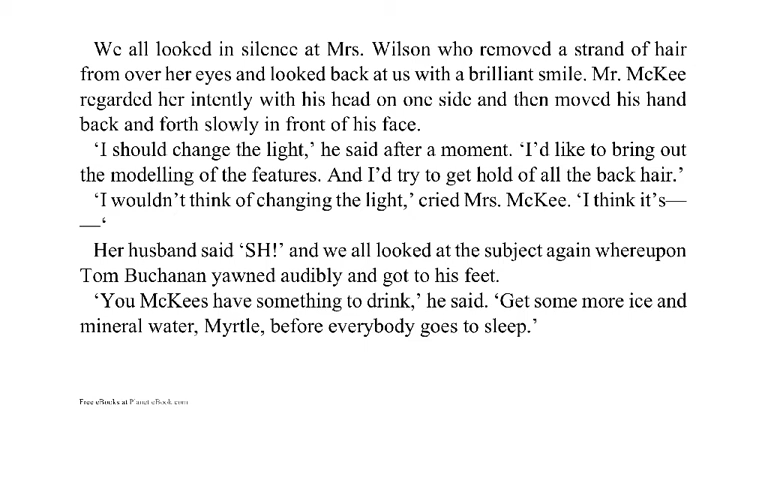 We all looked in silence at Mrs. Wilson who removed a strand of hair
from over her eyes and looked back at us with a brilliant smile. Mr. McKee
regarded her intently with his head on one side and then moved his hand
back and forth slowly in front of his face.
‘I should change the light,’ he said after a moment. ‘I’d like to bring out
the modelling of the features. And I’d try to get hold of all the back hair.’
‘I wouldn’t think of changing the light,’ cried Mrs. McKee. ‘I think it’s—
—‘
Her husband said ‘SH!’ and we all looked at the subject again whereupon
Tom Buchanan yawned audibly and got to his feet.
‘You McKees have something to drink,’ he said. ‘Get some more ice and
mineral water, Myrtle, before everybody goes to sleep.’
Free eBooks at Planet eBook.com